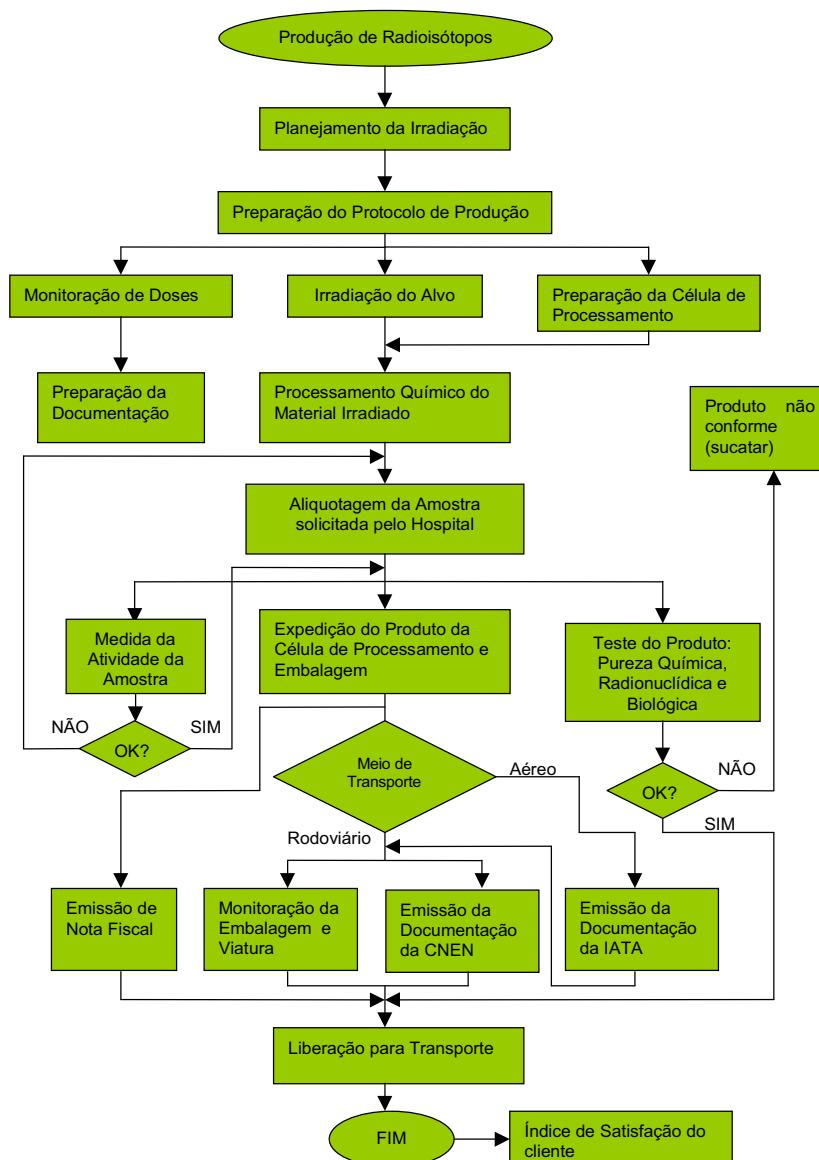 Produção de Radioisótopos
Planejamento da Irradiação
Preparação do Protocolo de Produção
Monitoração de Doses
Irradiação do Alvo
Preparação da Célula de
Processamento
Preparação da
Documentação
Processamento Químico do
Material Irradiado
Produto não
conforme
(sucatar)
Aliquotagem da Amostra
solicitada pelo Hospital
Medida da
Atividade da
Amostra
Expedição do Produto da
Célula de Processamento e
Embalagem
Teste do Produto:
Pureza Química,
Radionuclídica e
Biológica
NÃO
SIM
OK?
Meio de
Transporte
Aéreo
NÃO
OK?
SIM
Rodoviário
Emissão de
Nota Fiscal
Monitoração da
Embalagem e
Viatura
Emissão da
Documentação
da CNEN
Emissão da
Documentação
da IATA
Liberação para Transporte
FIM
Índice de Satisfação do
cliente